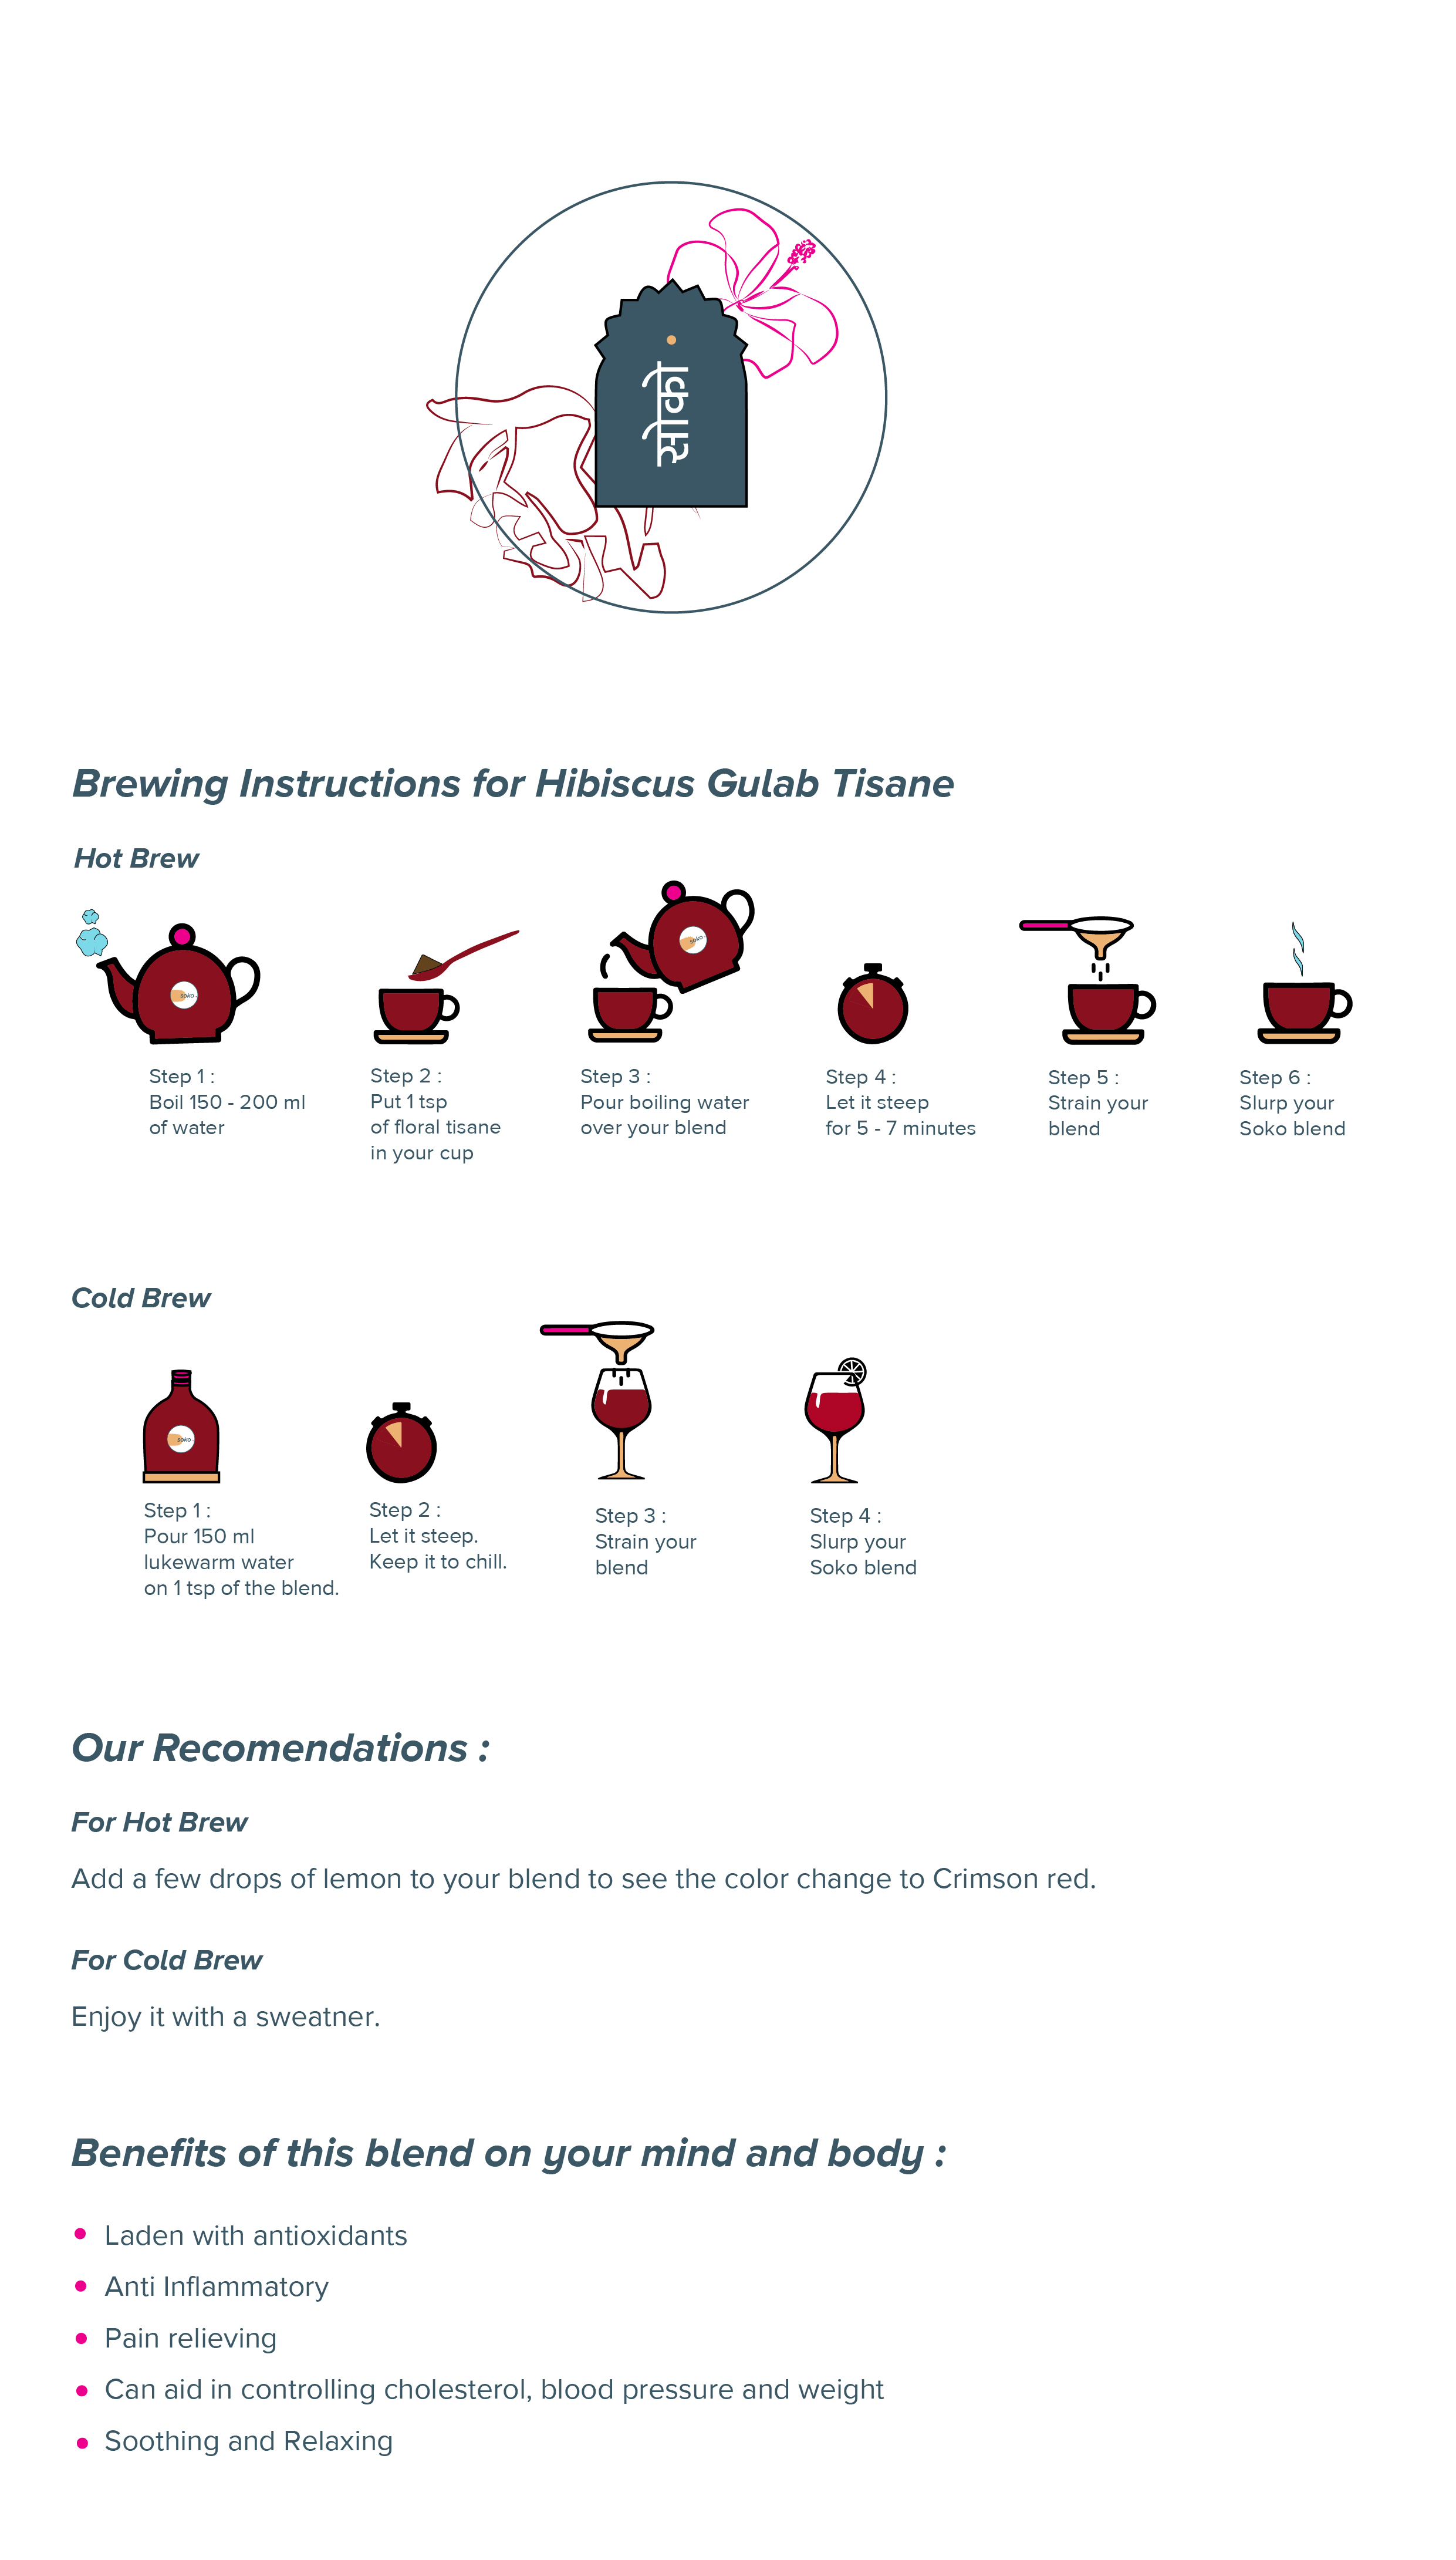 सोको
Brewing Instructions for Hibiscus Gulab Tisane
Hot Brew
soko
soko
Step 1 :
Boil 150 - 200 ml
of water
Step 2 :
Put 1 tsp
of floral tisane
in your cup
Step 3 :
Pour boiling water
over your blend
Step 4 :
Let it steep
for 5 - 7 minutes
Step 5 :
Strain your
blend
Step 6 :
Slurp your
Soko blend
Cold Brew
soko
Step 1 :
Pour 150 ml
lukewarm water
on 1 tsp of the blend.
Step 2 :
Let it steep.
Keep it to chill.
Step 3 :
Strain your
blend
Step 4 :
Slurp your
Soko blend
Our Recomendations :
For Hot Brew
Add a few drops of lemon to your blend to see the color change to Crimson red.
For Cold Brew
Enjoy it with a sweatner.
Benefits of this blend on your mind and body :
Laden with antioxidants
Anti Inflammatory
Pain relieving
Can aid in controlling cholesterol, blood pressure and weight
Soothing and Relaxing